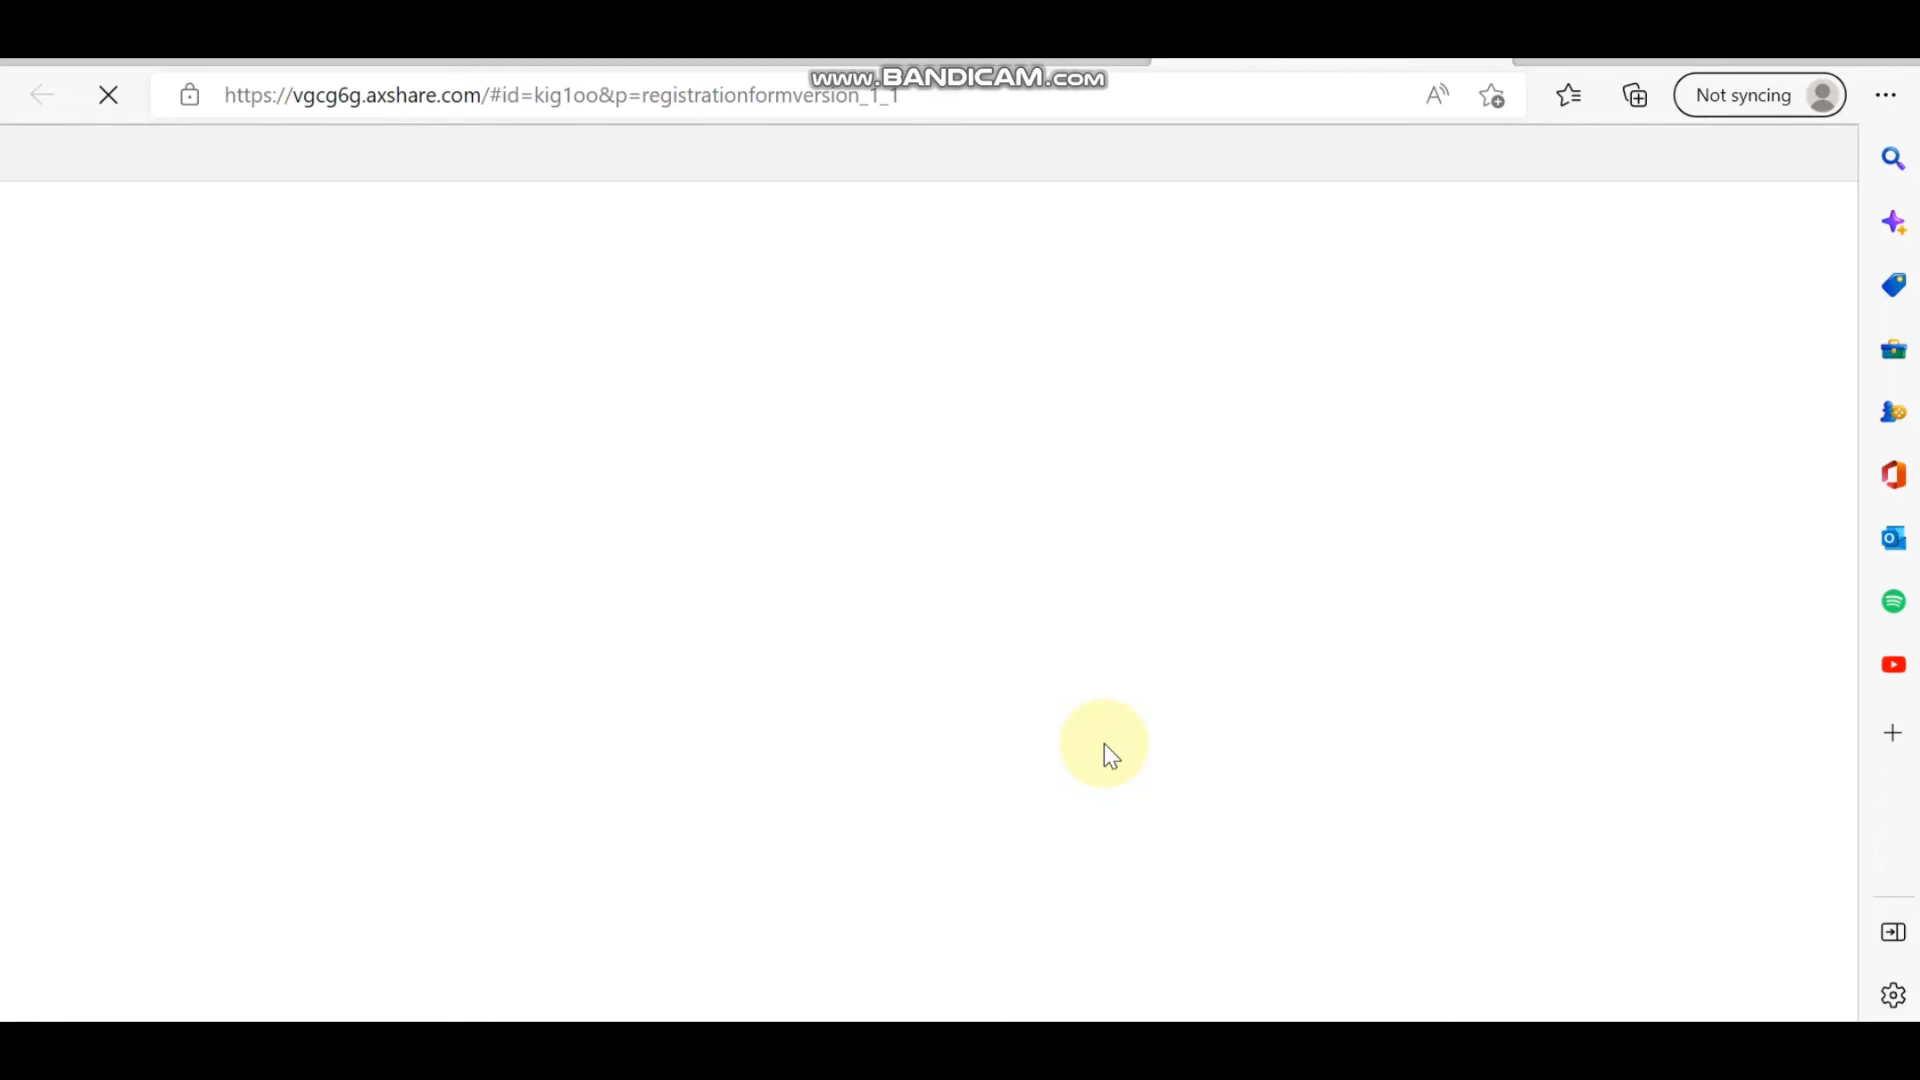 www.BANDICAM.com
https://vgcg6g.axshare.com/#id=kig1oo&p=registrationformversion_1_1
Not syncing